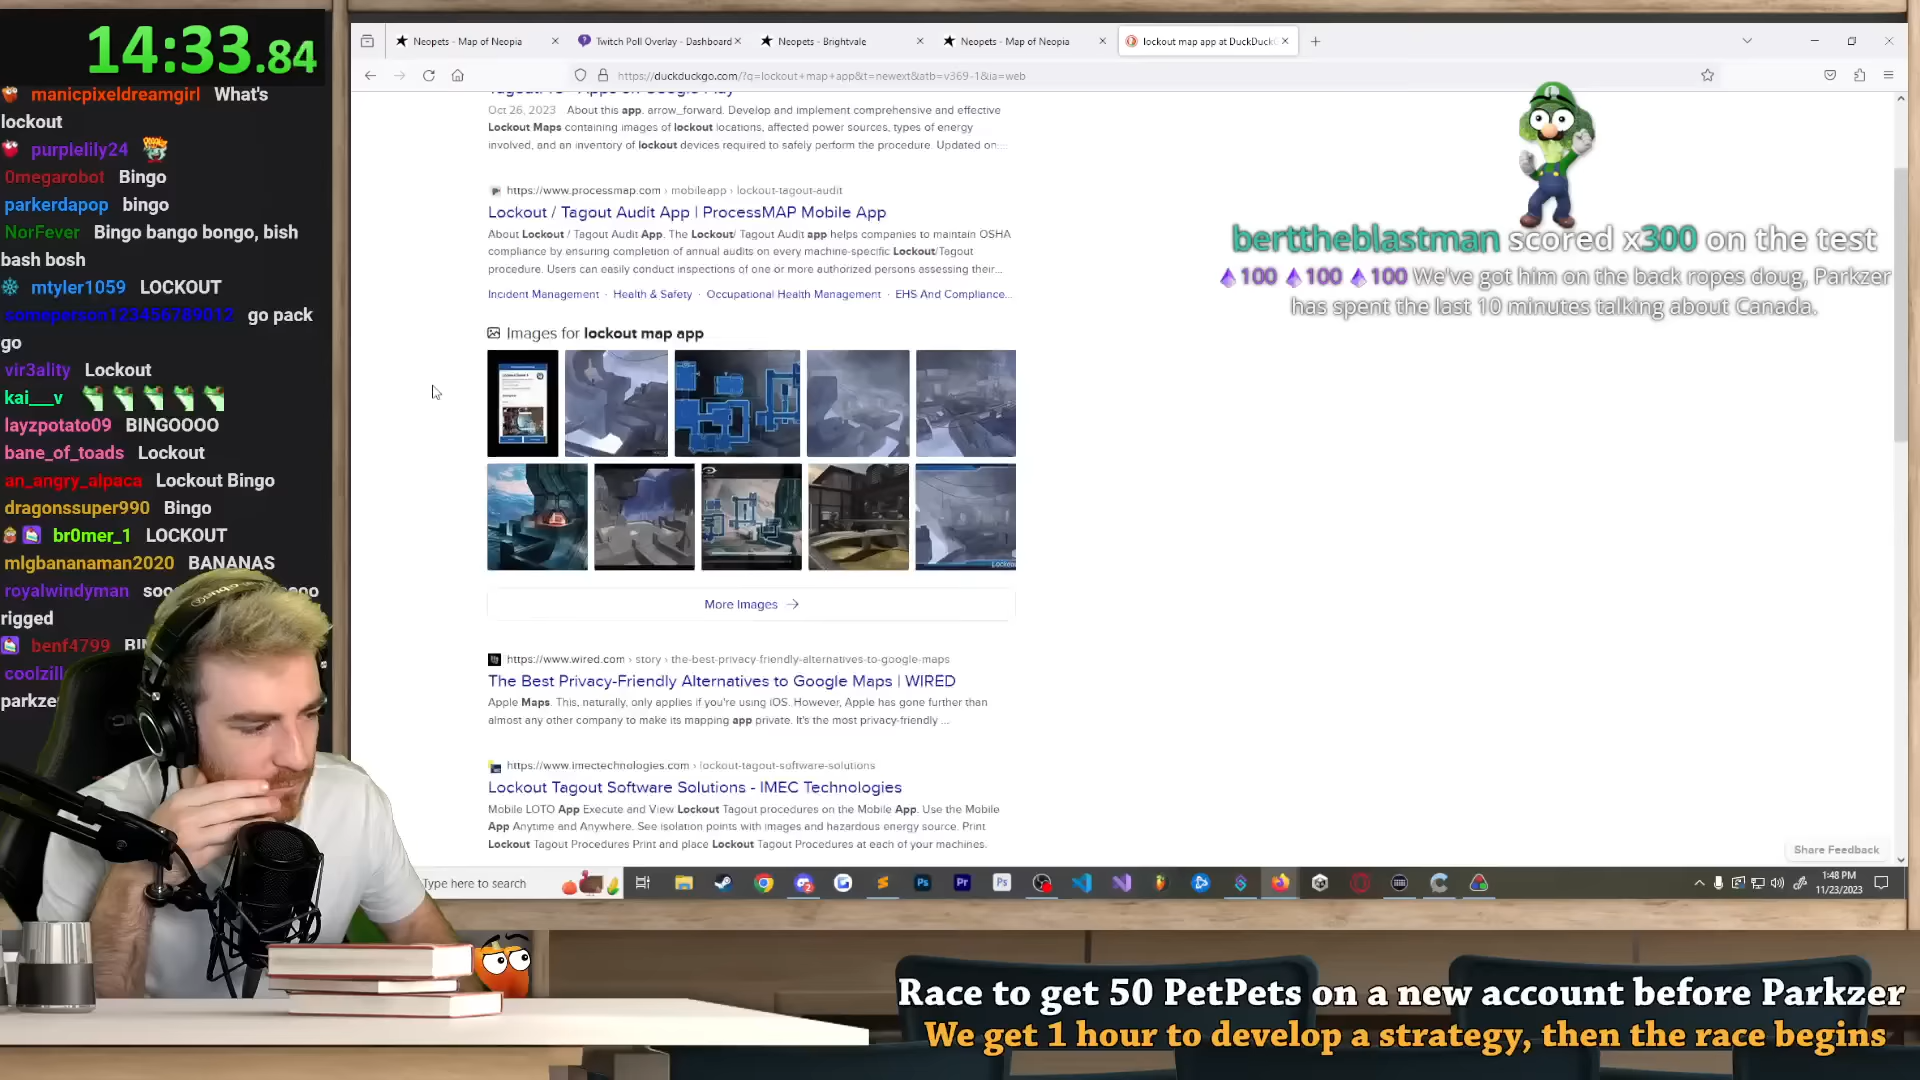 14:33.84
manicpixeldreamgirl What's
lockout
purplelily24
0megarobot Bingo
parkerdapop bingo
NorFever Bingo bango bongo, bish
bash bosh
mtyler1059 LOCKOUT
someperson123456789012 go pack
go
vir3ality Lockout
kai___v
layzpotato09 BINGOOOO
bane_of_toads Lockout
an_angry_alpaca Lockout Bingo
dragonssuper990 Bingo
br0mer_1 LOCKOUT
mlgbananaman2020 BANANAS
royalwindyman
rigged
benf4799
Neopets - Map of Neopia
Twitch Poll Overlay - Dashboard
Neopets - Brightvale
Neopets - Map of Neopia
lockout map app at DuckDuck
https://duckduckgo.com/?q=lockout+map+app&t=newext&atb=v369-1&ia=web
Oct 26, 2023 About this app. arrow_forward. Develop and implement comprehensive and effective
Lockout Maps containing images of lockout locations, affected power sources, types of energy
involved, and an inventory of lockout devices required to safely perform the procedure. Updated on...
https://www.processmap.com › mobileapp › lockout-tagout-audit
Lockout / Tagout Audit App | ProcessMAP Mobile App
About Lockout / Tagout Audit App. The Lockout/ Tagout Audit app helps companies to maintain OSHA
compliance by ensuring completion of annual audits on every machine-specific Lockout/Tagout
procedure. Users can easily conduct inspections of one or more authorized persons assessing their...
Incident Management · Health & Safety · Occupational Health Management · EHS And Compliance...
Images for lockout map app
More Images →
https://www.wired.com › story › the-best-privacy-friendly-alternatives-to-google-maps
The Best Privacy-Friendly Alternatives to Google Maps | WIRED
Apple Maps. This, naturally, only applies if you're using iOS. However, Apple has gone further than
almost any other company to make its mapping app private. It's the most privacy-friendly ...
https://www.imectechnologies.com › lockout-tagout-software-solutions
Lockout Tagout Software Solutions - IMEC Technologies
Mobile LOTO App Execute and View Lockout Tagout procedures on the Mobile App. Use the Mobile
App Anytime and Anywhere. See isolation points with images and hazardous energy source. Print
Lockout Tagout Procedures Print and place Lockout Tagout Procedures at each of your machines.
Share Feedback
berttheblastman scored x300 on the test
100 100 100 We've got him on the back ropes doug, Parkzer
has spent the last 10 minutes talking about Canada.
Type here to search
1:48 PM
11/23/2023
Race to get 50 PetPets on a new account before Parkzer
We get 1 hour to develop a strategy, then the race begins